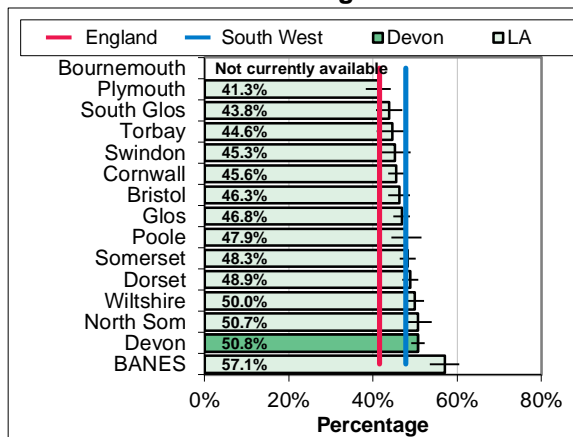 England South West Devon LA
Bournemouth Not currently available
Plymouth 41.3%
South Glos 43.8%
Torbay 44.6%
Swindon 45.3%
Cornwall 45.6%
Bristol 46.3%
Glos 46.8%
Poole 47.9%
Somerset 48.3%
Dorset 48.9%
Wiltshire 50.0%
North Som 50.7%
Devon 50.8%
BANES 57.1%
0% 20% 40% 60% 80%
Percentage